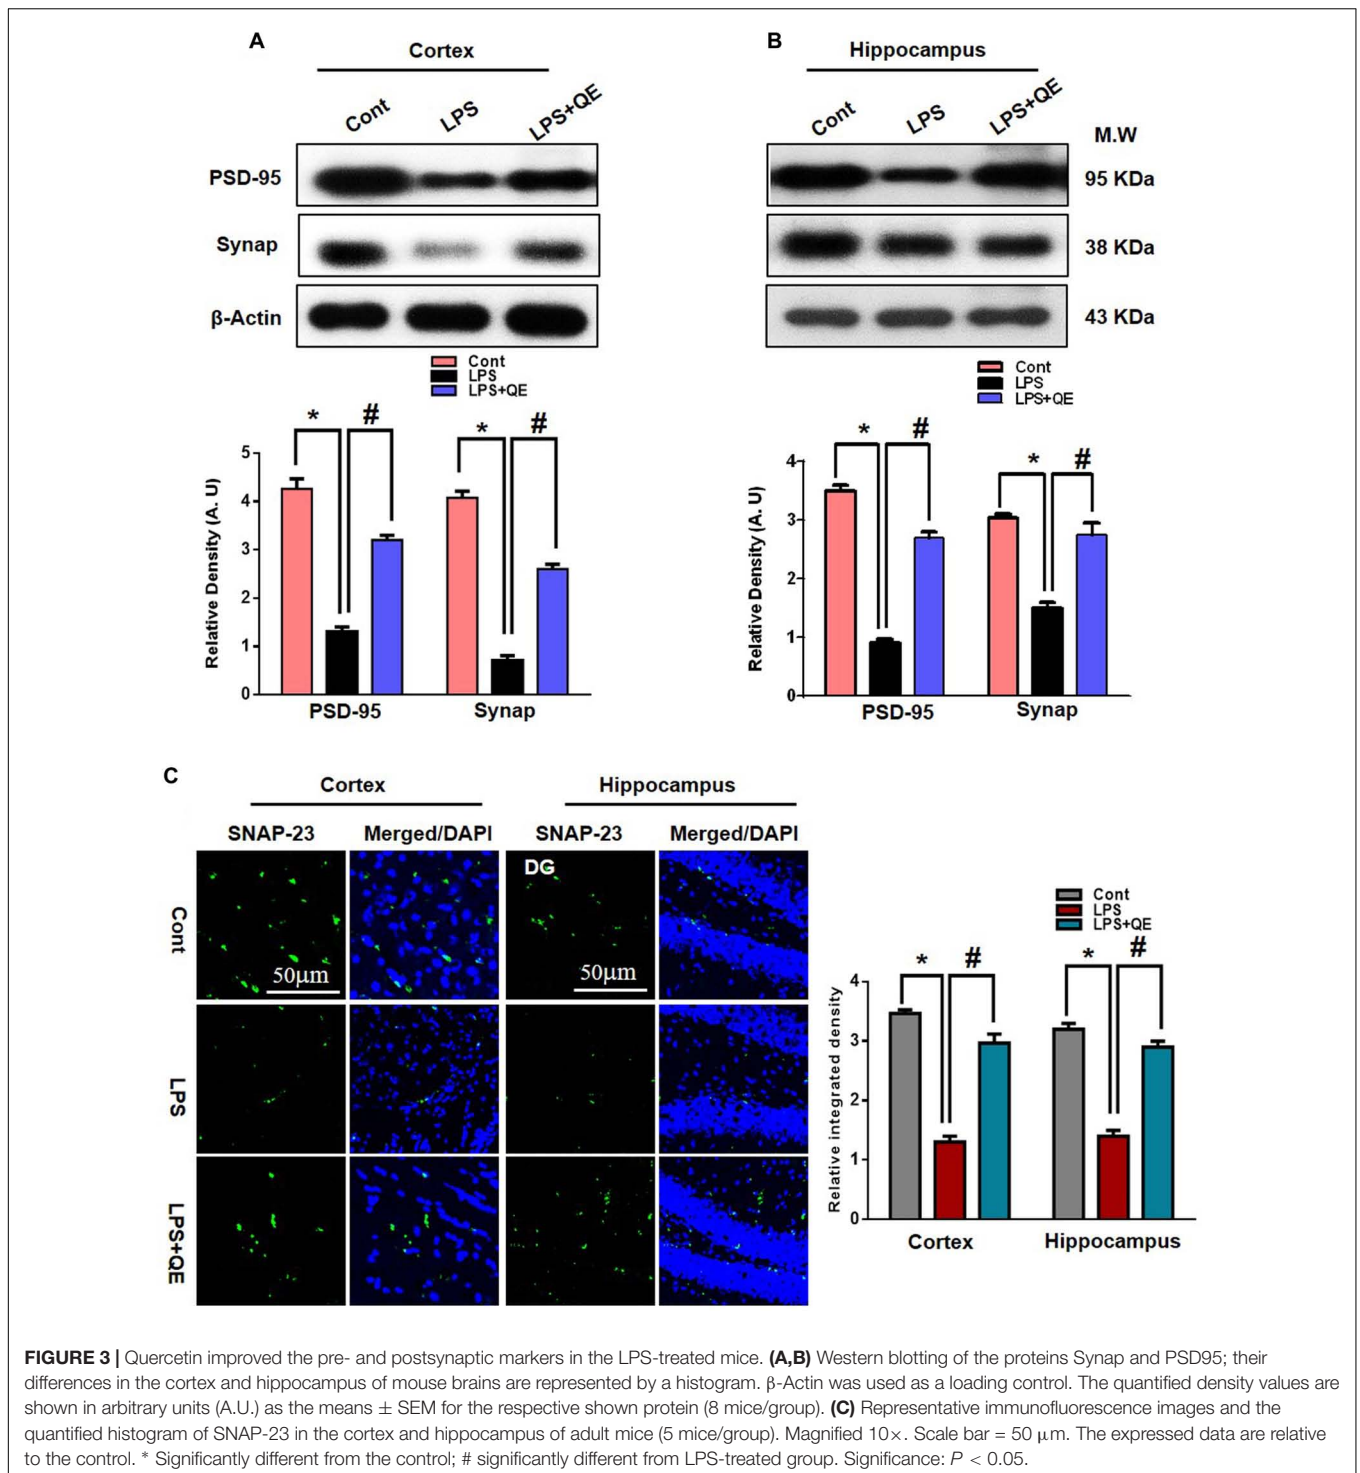 A
Cortex
Cont LPS LPS+QE
PSD-95
Synap
β-Actin
Cont
LPS
LPS+QE
* # * #
Relative Density (A. U)
5
4
3
2
1
0
PSD-95 Synap
B
Hippocampus
Cont LPS LPS+QE
M.W
95 KDa
38 KDa
43 KDa
Cont
LPS
LPS+QE
* # * #
Relative Density (A. U)
4
3
2
1
0
PSD-95 Synap
C
Cortex Hippocampus
SNAP-23 Merged/DAPI SNAP-23 Merged/DAPI
DG
Cont
50μm 50μm
LPS
LPS+QE
Cont
LPS
LPS+QE
* # * #
Relative integrated density
4
3
2
1
0
Cortex Hippocampus
FIGURE 3 | Quercetin improved the pre- and postsynaptic markers in the LPS-treated mice. (A,B) Western blotting of the proteins Synap and PSD95; their
differences in the cortex and hippocampus of mouse brains are represented by a histogram. β-Actin was used as a loading control. The quantified density values are
shown in arbitrary units (A.U.) as the means ± SEM for the respective shown protein (8 mice/group). (C) Representative immunofluorescence images and the
quantified histogram of SNAP-23 in the cortex and hippocampus of adult mice (5 mice/group). Magnified 10×. Scale bar = 50 μm. The expressed data are relative
to the control. * Significantly different from the control; # significantly different from LPS-treated group. Significance: P < 0.05.